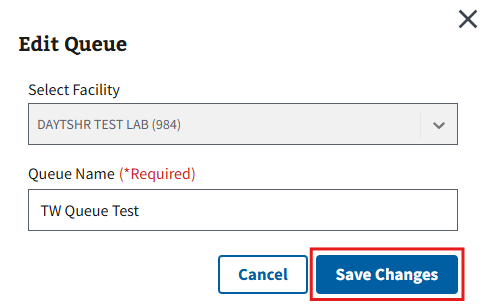 Edit Queue
Select Facility
DAYTSHR TEST LAB (984)
Queue Name (*Required)
TW Queue Test
Cancel
Save Changes